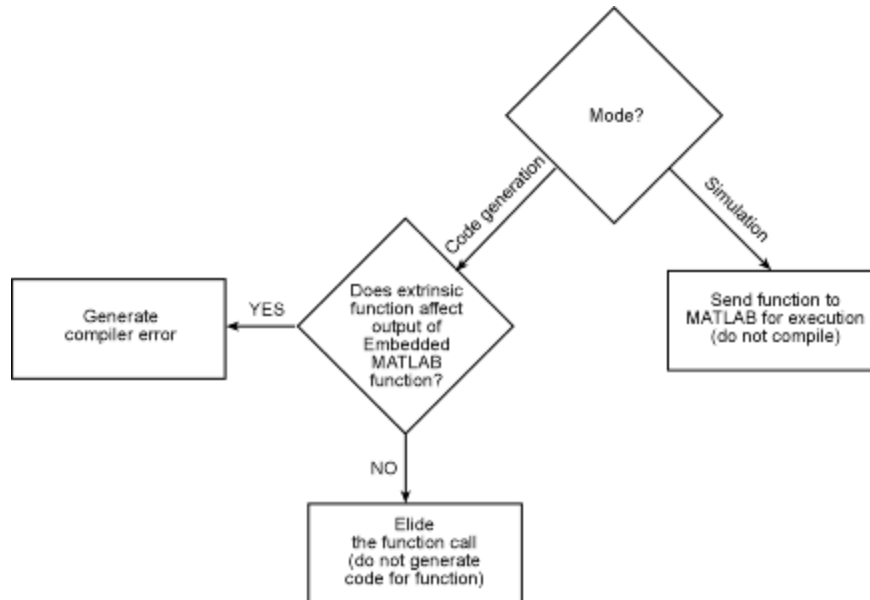 Mode?
Code generation
Simulation
Does extrinsic
function affect
output of
Embedded
MATLAB
function?
YES
Generate
compiler error
Send function to
MATLAB for execution
(do not compile)
NO
Elide
the function call
(do not generate
code for function)